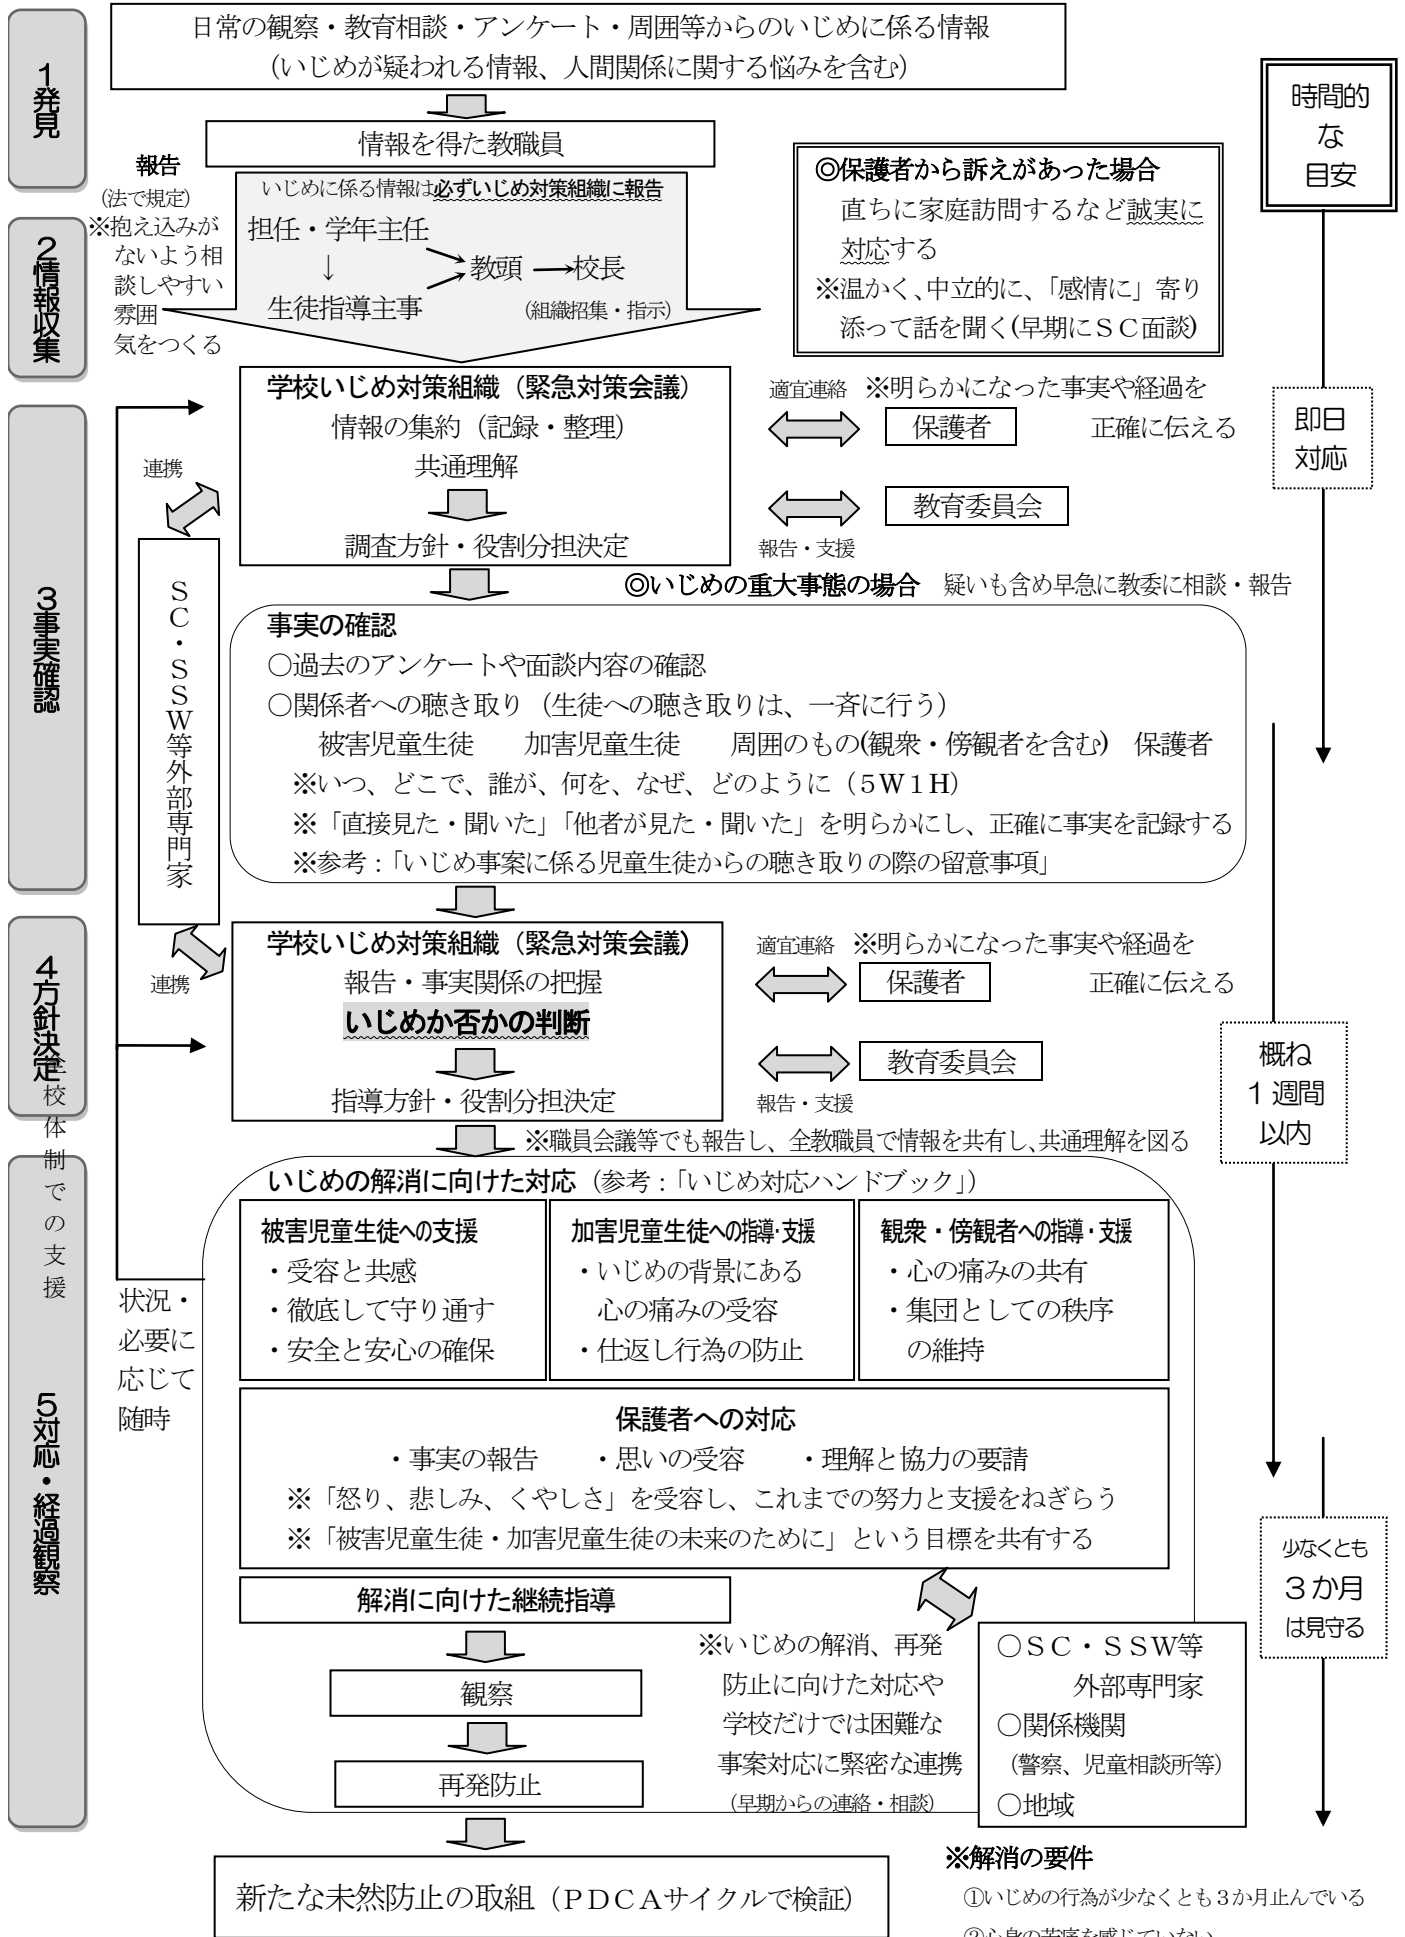 日常の観察・教育相談・アンケート・周囲等からのいじめに係る情報
(いじめが疑われる情報、人間関係に関する悩みを含む)
1発見
時間的
な
目安
情報を得た教職員
報告
(法で規定)
※抱え込みが
ないよう相
談しやすい
雰囲
気をつくる
いじめに係る情報は必ずいじめ対策組織に報告
担任・学年主任
↓
生徒指導主事
教頭
校長
(組織招集・指示)
◎保護者から訴えがあった場合
直ちに家庭訪問するなど誠実に
対応する
※温かく、中立的に、「感情に」寄り
添って話を聞く(早期にSC面談)
2情報収集
学校いじめ対策組織(緊急対策会議)
情報の集約(記録・整理)
共通理解
調査方針・役割分担決定
適宜連絡 ※明らかになった事実や経過を
保護者 正確に伝える
教育委員会
報告・支援
即日
対応
連携
SC・SSW等外部専門家
3事実確認
◎いじめの重大事態の場合 疑いも含め早急に教委に相談・報告
事実の確認
○過去のアンケートや面談内容の確認
○関係者への聴き取り(生徒への聴き取りは、一斉に行う)
被害児童生徒 加害児童生徒 周囲のもの(観衆・傍観者を含む) 保護者
※いつ、どこで、誰が、何を、なぜ、どのように(5W1H)
※「直接見た・聞いた」「他者が見た・聞いた」を明らかにし、正確に事実を記録する
※参考:「いじめ事案に係る児童生徒からの聴き取りの際の留意事項」
連携
4方針決定
学校いじめ対策組織(緊急対策会議)
報告・事実関係の把握
いじめか否かの判断
指導方針・役割分担決定
適宜連絡 ※明らかになった事実や経過を
保護者 正確に伝える
教育委員会
報告・支援
概ね
1週間
以内
全校体制での支援
※職員会議等でも報告し、全教職員で情報を共有し、共通理解を図る
5対応・経過観察
状況・
必要に
応じて
随時
いじめの解消に向けた対応(参考:「いじめ対応ハンドブック」)
被害児童生徒への支援
・受容と共感
・徹底して守り通す
・安全と安心の確保
加害児童生徒への指導・支援
・いじめの背景にある
心の痛みの受容
・仕返し行為の防止
観衆・傍観者への指導・支援
・心の痛みの共有
・集団としての秩序
の維持
保護者への対応
・事実の報告 ・思いの受容 ・理解と協力の要請
※「怒り、悲しみ、くやしさ」を受容し、これまでの努力と支援をねぎらう
※「被害児童生徒・加害児童生徒の未来のために」という目標を共有する
少なくとも
3か月
は見守る
解消に向けた継続指導
観察
再発防止
※いじめの解消、再発
防止に向けた対応や
学校だけでは困難な
事案対応に緊密な連携
(早期からの連絡・相談)
○SC・SSW等
外部専門家
○関係機関
(警察、児童相談所等)
○地域
新たな未然防止の取組(PDCAサイクルで検証)
※解消の要件
①いじめの行為が少なくとも3か月止んでいる
②心身の苦痛を感じていない